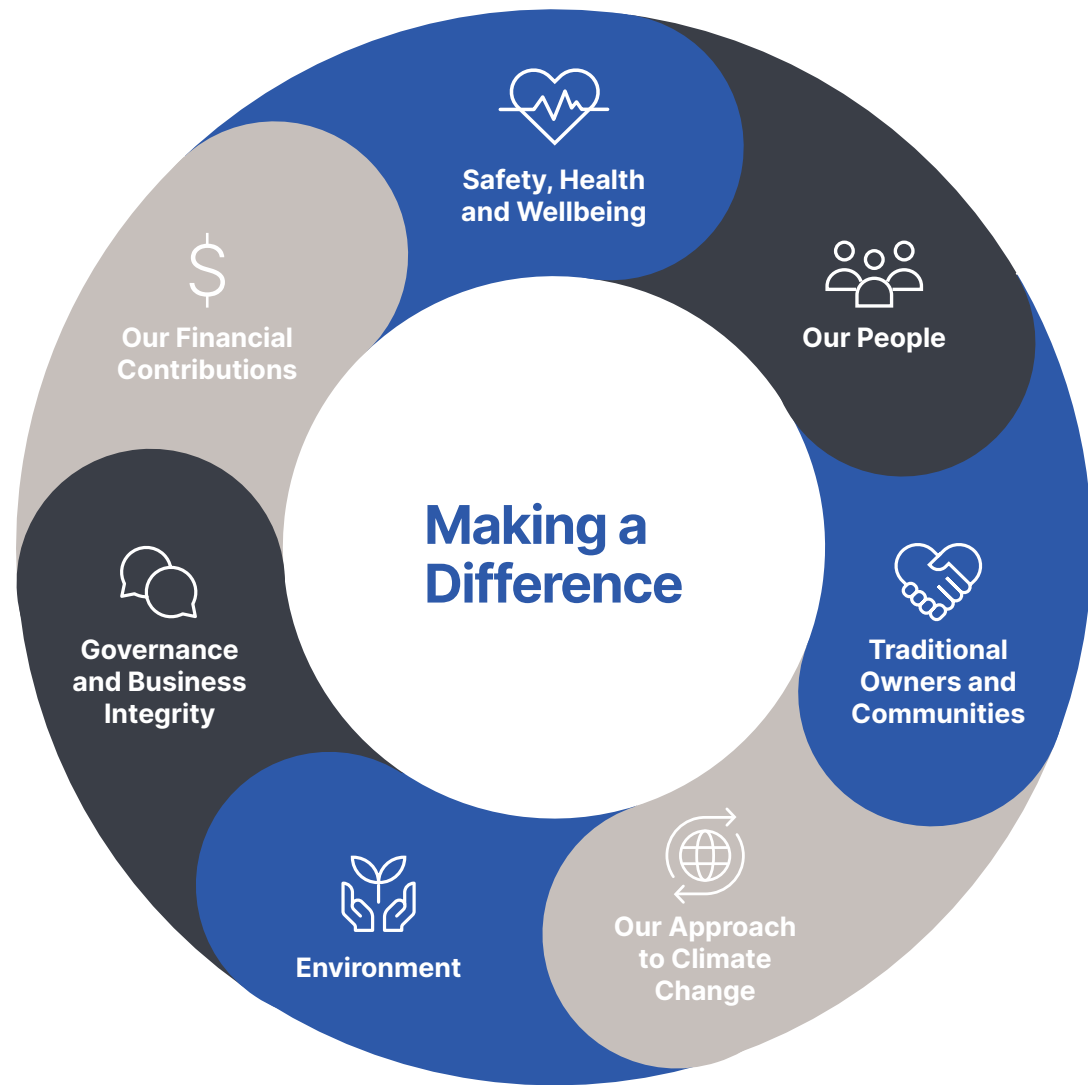 Safety, Health
and Wellbeing
Our People
Traditional
Owners and
Communities
Our Approach
to Climate
Change
Environment
Governance
and Business
Integrity
Our Financial
Contributions
Making a
Difference